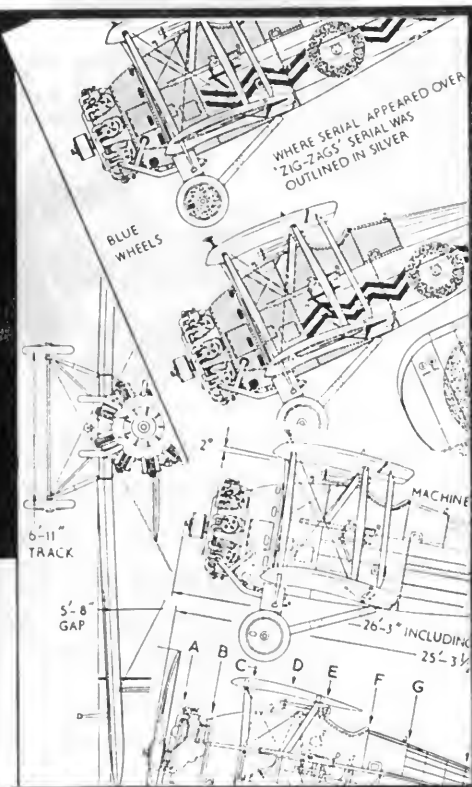 WHERE SERIAL APPEARED OVER
'ZIG-ZAGS' SERIAL WAS
OUTLINED IN SILVER
BLUE
WHEELS
2°
MACHINE
6'-11"
TRACK
5'-8"
GAP
26'-3" INCLUDING
25'-3½
A B C D E F G